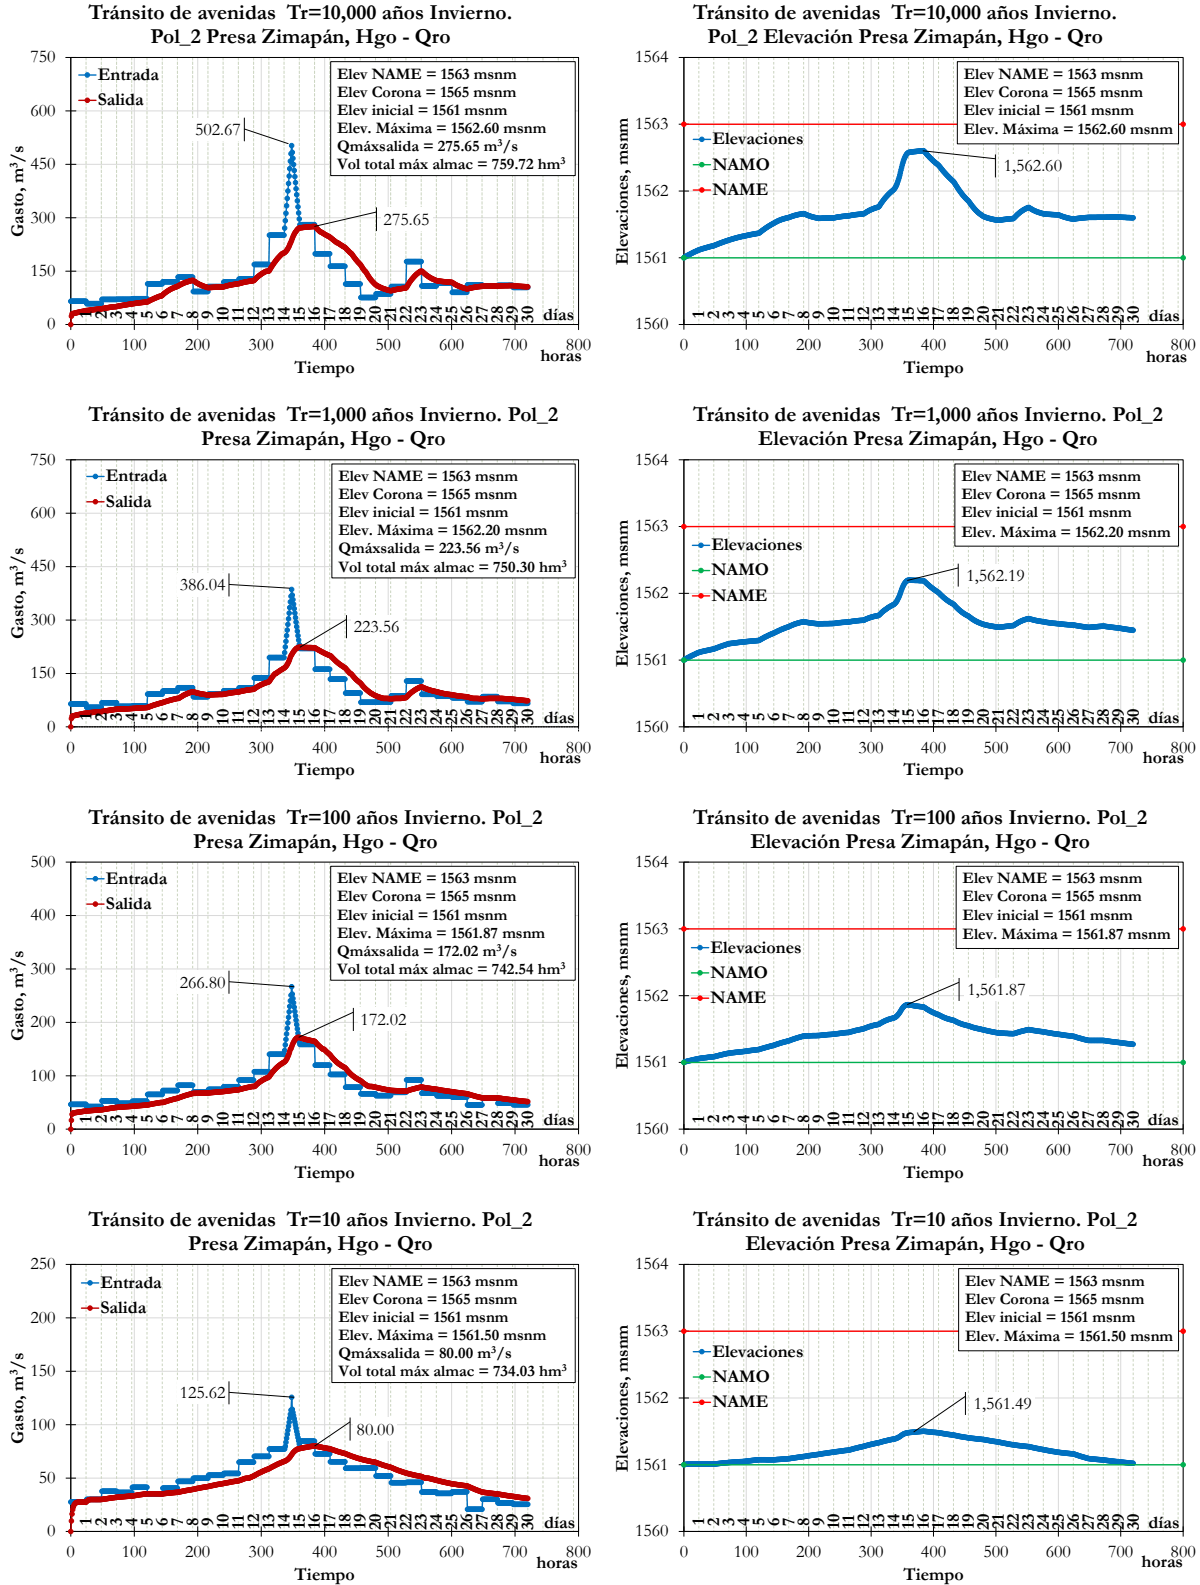 Tránsito de avenidas Tr=10,000 años Invierno.
Pol_2 Presa Zimapán, Hgo - Qro
750
600
450
300
150
0
Gasto, m³/s
Entrada
Salida
Elev NAME = 1563 msnm
Elev Corona = 1565 msnm
Elev inicial = 1561 msnm
Elev. Máxima = 1562.60 msnm
Qmáxsalida = 275.65 m³/s
Vol total máx almac = 759.72 hm³
502.67
275.65
1 2 3 4 5 6 7 8 9 10 11 12 13 14 15 16 17 18 19 20 21 22 23 24 25 26 27 28 29 30 días
0 100 200 300 400 500 600 700 800
horas
Tiempo
Tránsito de avenidas Tr=10,000 años Invierno.
Pol_2 Elevación Presa Zimapán, Hgo - Qro
1564
1563
1562
1561
1560
Elevaciones, msnm
Elev NAME = 1563 msnm
Elev Corona = 1565 msnm
Elev inicial = 1561 msnm
Elev. Máxima = 1562.60 msnm
Elevaciones
NAMO
NAME
1,562.60
1 2 3 4 5 6 7 8 9 10 11 12 13 14 15 16 17 18 19 20 21 22 23 24 25 26 27 28 29 30 días
0 100 200 300 400 500 600 700 800
horas
Tiempo
Tránsito de avenidas Tr=1,000 años Invierno. Pol_2
Presa Zimapán, Hgo - Qro
750
600
450
300
150
0
Gasto, m³/s
Entrada
Salida
Elev NAME = 1563 msnm
Elev Corona = 1565 msnm
Elev inicial = 1561 msnm
Elev. Máxima = 1562.20 msnm
Qmáxsalida = 223.56 m³/s
Vol total máx almac = 750.30 hm³
386.04
223.56
1 2 3 4 5 6 7 8 9 10 11 12 13 14 15 16 17 18 19 20 21 22 23 24 25 26 27 28 29 30 días
0 100 200 300 400 500 600 700 800
horas
Tiempo
Tránsito de avenidas Tr=1,000 años Invierno. Pol_2
Elevación Presa Zimapán, Hgo - Qro
1564
1563
1562
1561
1560
Elevaciones, msnm
Elev NAME = 1563 msnm
Elev Corona = 1565 msnm
Elev inicial = 1561 msnm
Elev. Máxima = 1562.20 msnm
Elevaciones
NAMO
NAME
1,562.19
1 2 3 4 5 6 7 8 9 10 11 12 13 14 15 16 17 18 19 20 21 22 23 24 25 26 27 28 29 30 días
0 100 200 300 400 500 600 700 800
horas
Tiempo
Tránsito de avenidas Tr=100 años Invierno. Pol_2
Presa Zimapán, Hgo - Qro
500
400
300
200
100
0
Gasto, m³/s
Entrada
Salida
Elev NAME = 1563 msnm
Elev Corona = 1565 msnm
Elev inicial = 1561 msnm
Elev. Máxima = 1561.87 msnm
Qmáxsalida = 172.02 m³/s
Vol total máx almac = 742.54 hm³
266.80
172.02
1 2 3 4 5 6 7 8 9 10 11 12 13 14 15 16 17 18 19 20 21 22 23 24 25 26 27 28 29 30 días
0 100 200 300 400 500 600 700 800
horas
Tiempo
Tránsito de avenidas Tr=100 años Invierno. Pol_2
Elevación Presa Zimapán, Hgo - Qro
1564
1563
1562
1561
1560
Elevaciones, msnm
Elev NAME = 1563 msnm
Elev Corona = 1565 msnm
Elev inicial = 1561 msnm
Elev. Máxima = 1561.87 msnm
Elevaciones
NAMO
NAME
1,561.87
1 2 3 4 5 6 7 8 9 10 11 12 13 14 15 16 17 18 19 20 21 22 23 24 25 26 27 28 29 30 días
0 100 200 300 400 500 600 700 800
horas
Tiempo
Tránsito de avenidas Tr=10 años Invierno. Pol_2
Presa Zimapán, Hgo - Qro
250
200
150
100
50
0
Gasto, m³/s
Entrada
Salida
Elev NAME = 1563 msnm
Elev Corona = 1565 msnm
Elev inicial = 1561 msnm
Elev. Máxima = 1561.50 msnm
Qmáxsalida = 80.00 m³/s
Vol total máx almac = 734.03 hm³
125.62
80.00
1 2 3 4 5 6 7 8 9 10 11 12 13 14 15 16 17 18 19 20 21 22 23 24 25 26 27 28 29 30 días
0 100 200 300 400 500 600 700 800
horas
Tiempo
Tránsito de avenidas Tr=10 años Invierno. Pol_2
Elevación Presa Zimapán, Hgo - Qro
1564
1563
1562
1561
1560
Elevaciones, msnm
Elev NAME = 1563 msnm
Elev Corona = 1565 msnm
Elev inicial = 1561 msnm
Elev. Máxima = 1561.50 msnm
Elevaciones
NAMO
NAME
1,561.49
1 2 3 4 5 6 7 8 9 10 11 12 13 14 15 16 17 18 19 20 21 22 23 24 25 26 27 28 29 30 días
0 100 200 300 400 500 600 700 800
horas
Tiempo